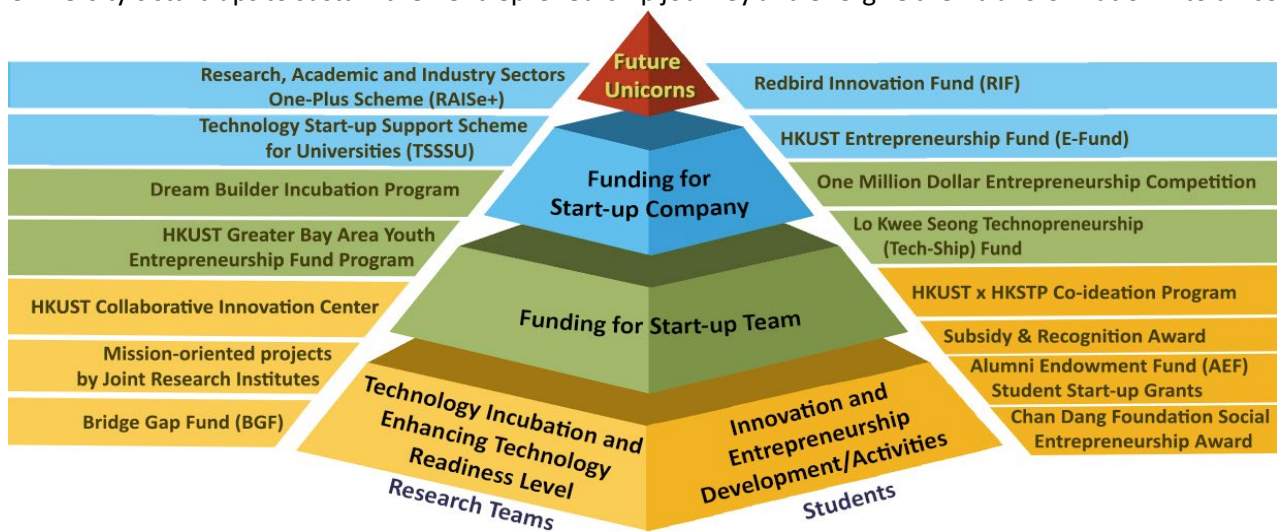 Future
Unicorns
Research, Academic and Industry Sectors
One-Plus Scheme (RAISe+)
Technology Start-up Support Scheme
for Universities (TSSSU)
Dream Builder Incubation Program
HKUST Greater Bay Area Youth
Entrepreneurship Fund Program
HKUST Collaborative Innovation Center
Mission-oriented projects
by Joint Research Institutes
Bridge Gap Fund (BGF)
Funding for
Start-up Company
Funding for Start-up Team
Technology Incubation and
Enhancing Technology
Readiness Level
Research Teams
Innovation and
Entrepreneurship
Development/Activities
Students
Redbird Innovation Fund (RIF)
HKUST Entrepreneurship Fund (E-Fund)
One Million Dollar Entrepreneurship Competition
Lo Kwee Seong Technopreneurship
(Tech-Ship) Fund
HKUST x HKSTP Co-ideation Program
Subsidy & Recognition Award
Alumni Endowment Fund (AEF)
Student Start-up Grants
Chan Dang Foundation Social
Entrepreneurship Award